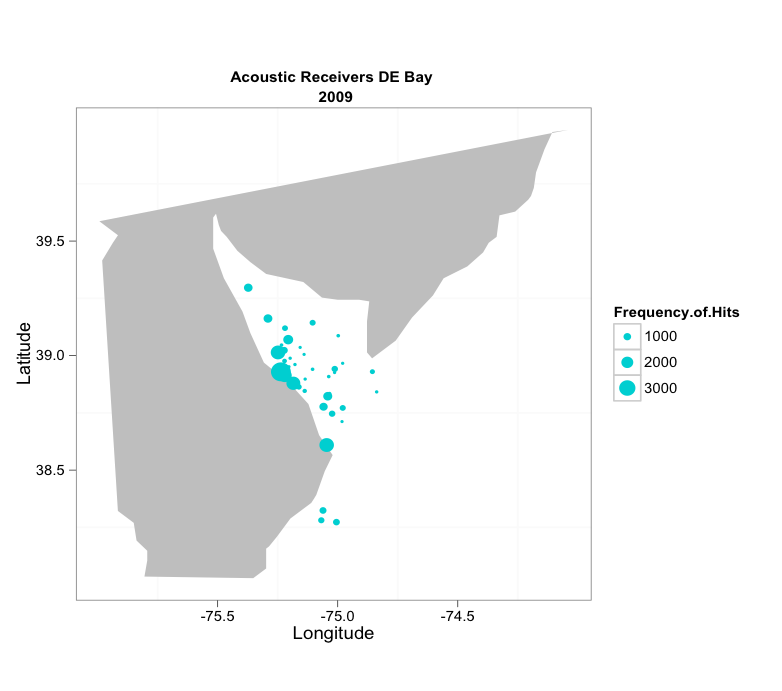 Acoustic Receivers DE Bay
2009
39.5
39.0
38.5
Latitude
-75.5
-75.0
-74.5
Longitude
Frequency.of.Hits
1000
2000
3000